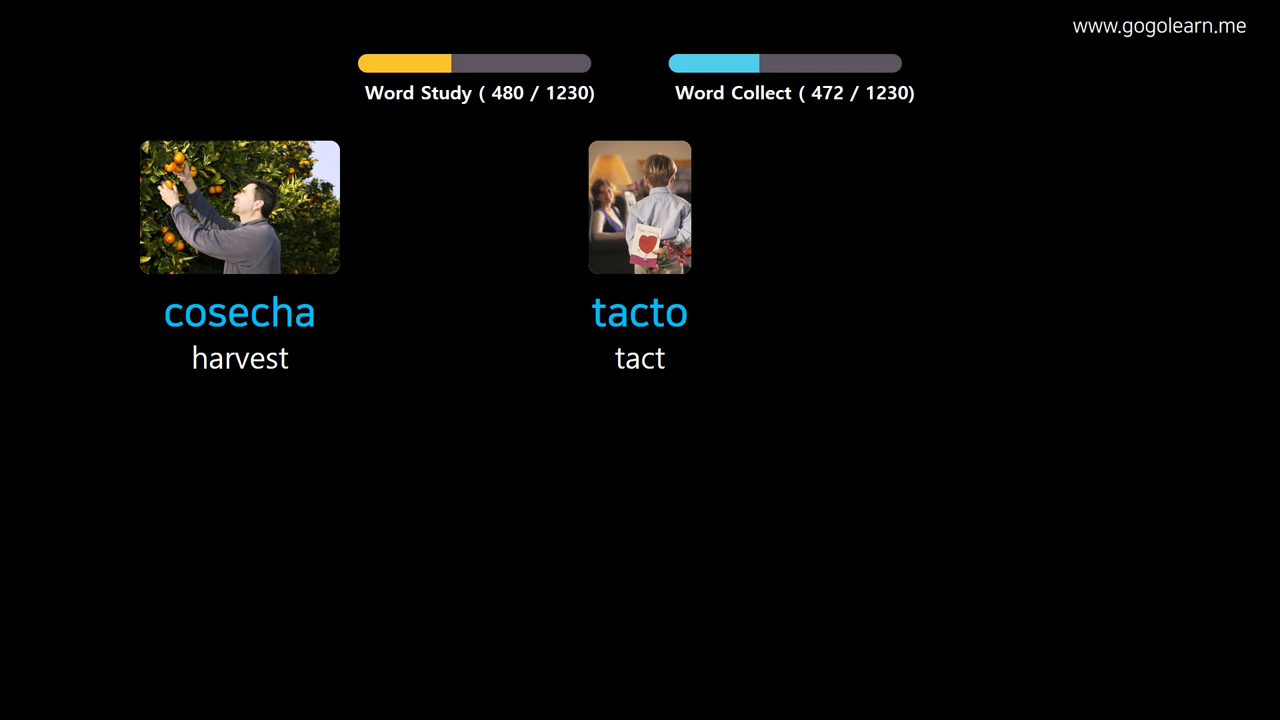 www.gogolearn.me
Word Study ( 480 / 1230)
Word Collect ( 472 / 1230)
cosecha
harvest
tacto
tact